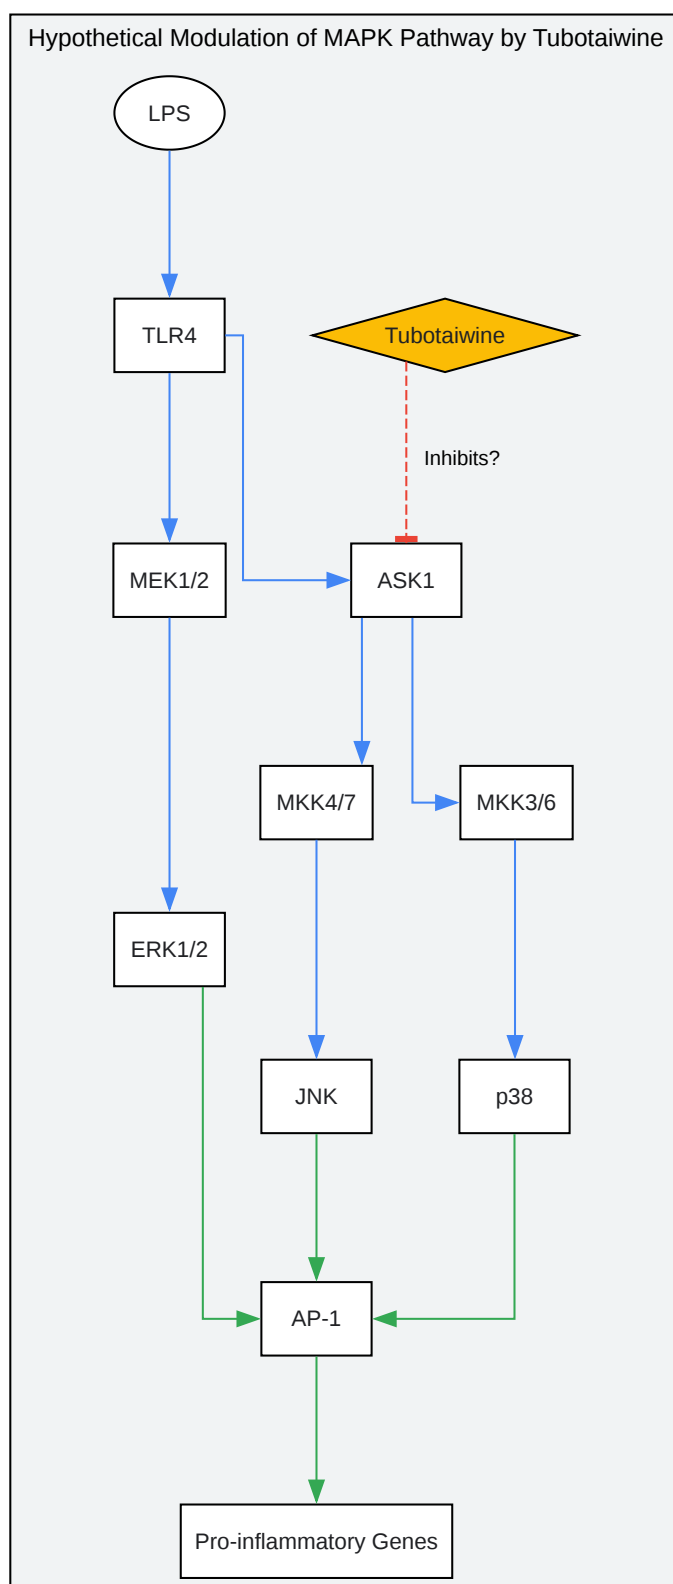 Hypothetical Modulation of MAPK Pathway by Tubotaiwine
LPS
TLR4
Tubotaiwine
Inhibits?
MEK1/2
ASK1
MKK4/7
MKK3/6
ERK1/2
JNK
p38
AP-1
Pro-inflammatory Genes